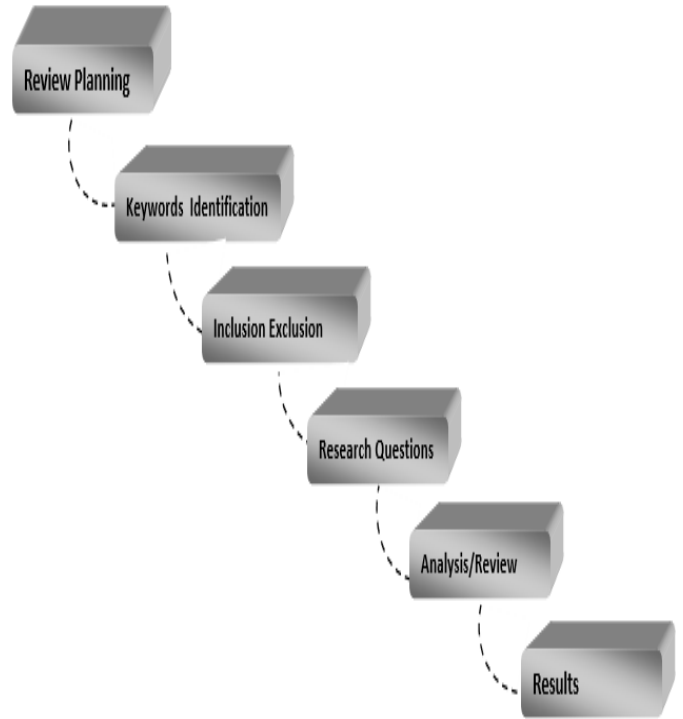 Review Planning
Keywords Identification
Inclusion Exclusion
Research Questions
Analysis/Review
Results